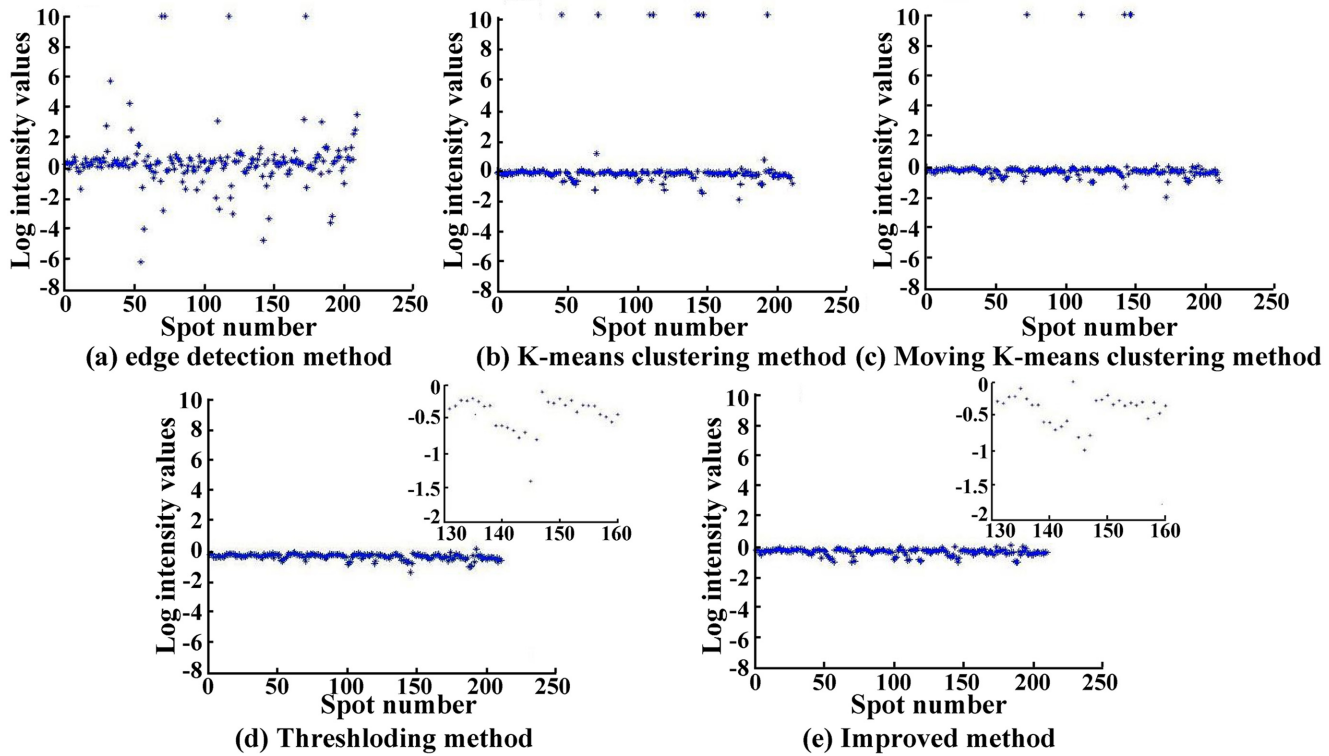 Log intensity values
10
8
6
4
2
0
-2
-4
-6
-8
0 50 100 150 200 250
Spot number
(a) edge detection method
Log intensity values
10
8
6
4
2
0
-2
-4
-6
-8
0 50 100 150 200 250
Spot number
(b) K-means clustering method
Log intensity values
10
8
6
4
2
0
-2
-4
-6
-8
0 50 100 150 200 250
Spot number
(c) Moving K-means clustering method
Log intensity values
10
8
6
4
2
0
-2
-4
-6
-8
0 50 100 150 200 250
Spot number
0
-0.5
-1
-1.5
-2
130 140 150 160
(d) Threshloding method
Log intensity values
10
8
6
4
2
0
-2
-4
-6
-8
0 50 100 150 200 250
Spot number
0
-0.5
-1
-1.5
-2
130 140 150 160
(e) Improved method